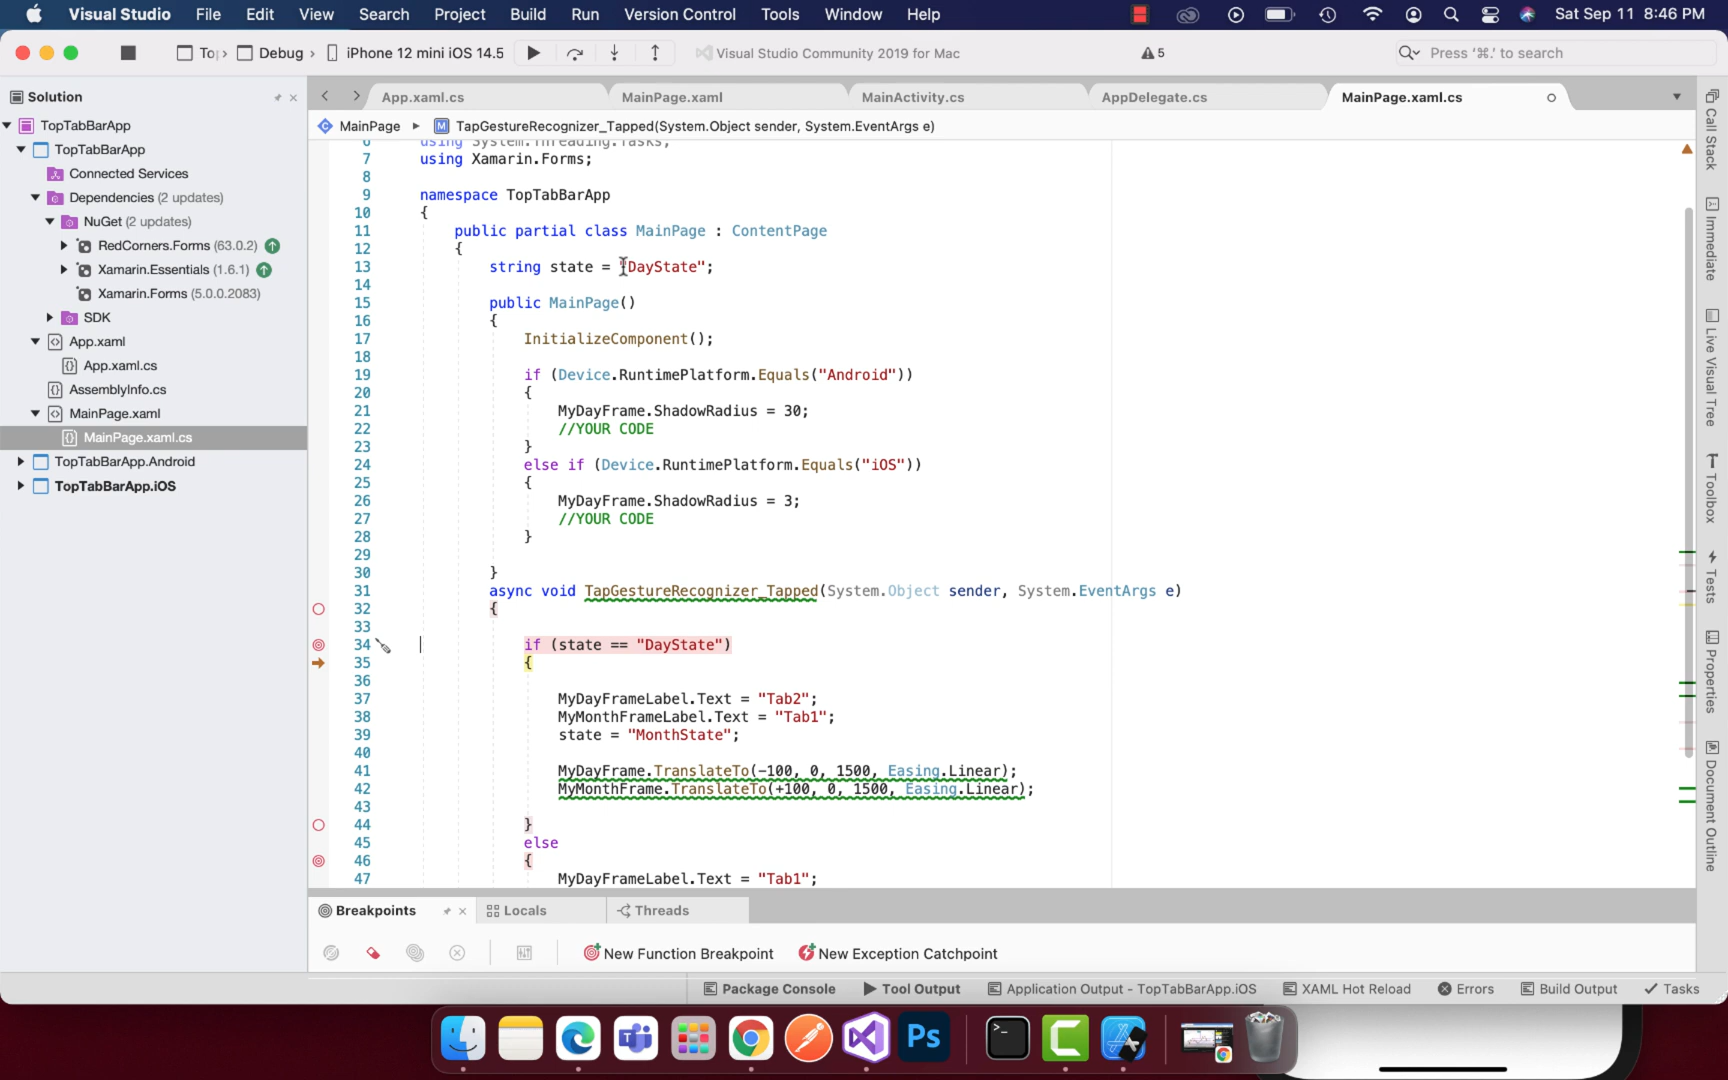 Visual Studio File Edit View Search Project Build Run Version Control Tools Window Help Sat Sep 11 8:46 PM
To Debug iPhone 12 mini iOS 14.5 Visual Studio Community 2019 for Mac 5 Press '⌘.' to search
Solution
TopTabBarApp
TopTabBarApp
Connected Services
Dependencies (2 updates)
NuGet (2 updates)
RedCorners.Forms (63.0.2)
Xamarin.Essentials (1.6.1)
Xamarin.Forms (5.0.0.2083)
SDK
App.xaml
App.xaml.cs
AssemblyInfo.cs
MainPage.xaml
MainPage.xaml.cs
TopTabBarApp.Android
TopTabBarApp.iOS
App.xaml.cs MainPage.xaml MainActivity.cs AppDelegate.cs MainPage.xaml.cs
MainPage M TapGestureRecognizer_Tapped(System.Object sender, System.EventArgs e)
6 using System.Threading.Tasks;
7 using Xamarin.Forms;
8
9 namespace TopTabBarApp
10 {
11 public partial class MainPage : ContentPage
12 {
13 string state = "DayState";
14
15 public MainPage()
16 {
17 InitializeComponent();
18
19 if (Device.RuntimePlatform.Equals("Android"))
20 {
21 MyDayFrame.ShadowRadius = 30;
22 //YOUR CODE
23 }
24 else if (Device.RuntimePlatform.Equals("iOS"))
25 {
26 MyDayFrame.ShadowRadius = 3;
27 //YOUR CODE
28 }
29
30 }
31 async void TapGestureRecognizer_Tapped(System.Object sender, System.EventArgs e)
32 {
33
34 if (state == "DayState")
35 {
36
37 MyDayFrameLabel.Text = "Tab2";
38 MyMonthFrameLabel.Text = "Tab1";
39 state = "MonthState";
40
41 MyDayFrame.TranslateTo(-100, 0, 1500, Easing.Linear);
42 MyMonthFrame.TranslateTo(+100, 0, 1500, Easing.Linear);
43
44 }
45 else
46 {
47 MyDayFrameLabel.Text = "Tab1";
Call Stack
Immediate
Live Visual Tree
Toolbox
Tests
Properties
Document Outline
Breakpoints Locals Threads
New Function Breakpoint New Exception Catchpoint
Package Console Tool Output Application Output - TopTabBarApp.iOS XAML Hot Reload Errors Build Output Tasks
Ps